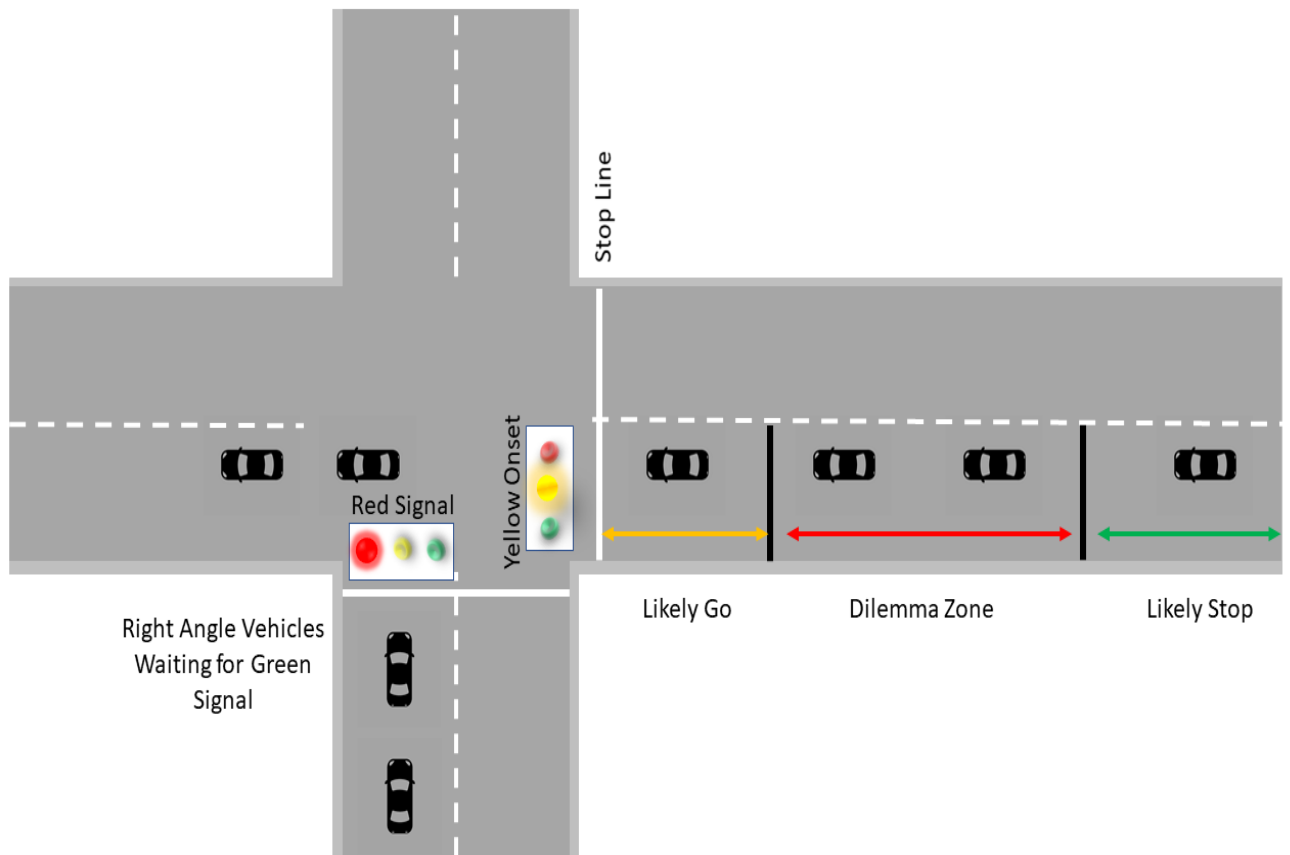 Stop Line
Yellow Onset
Red Signal
Likely Go
Dilemma Zone
Likely Stop
Right Angle Vehicles
Waiting for Green
Signal